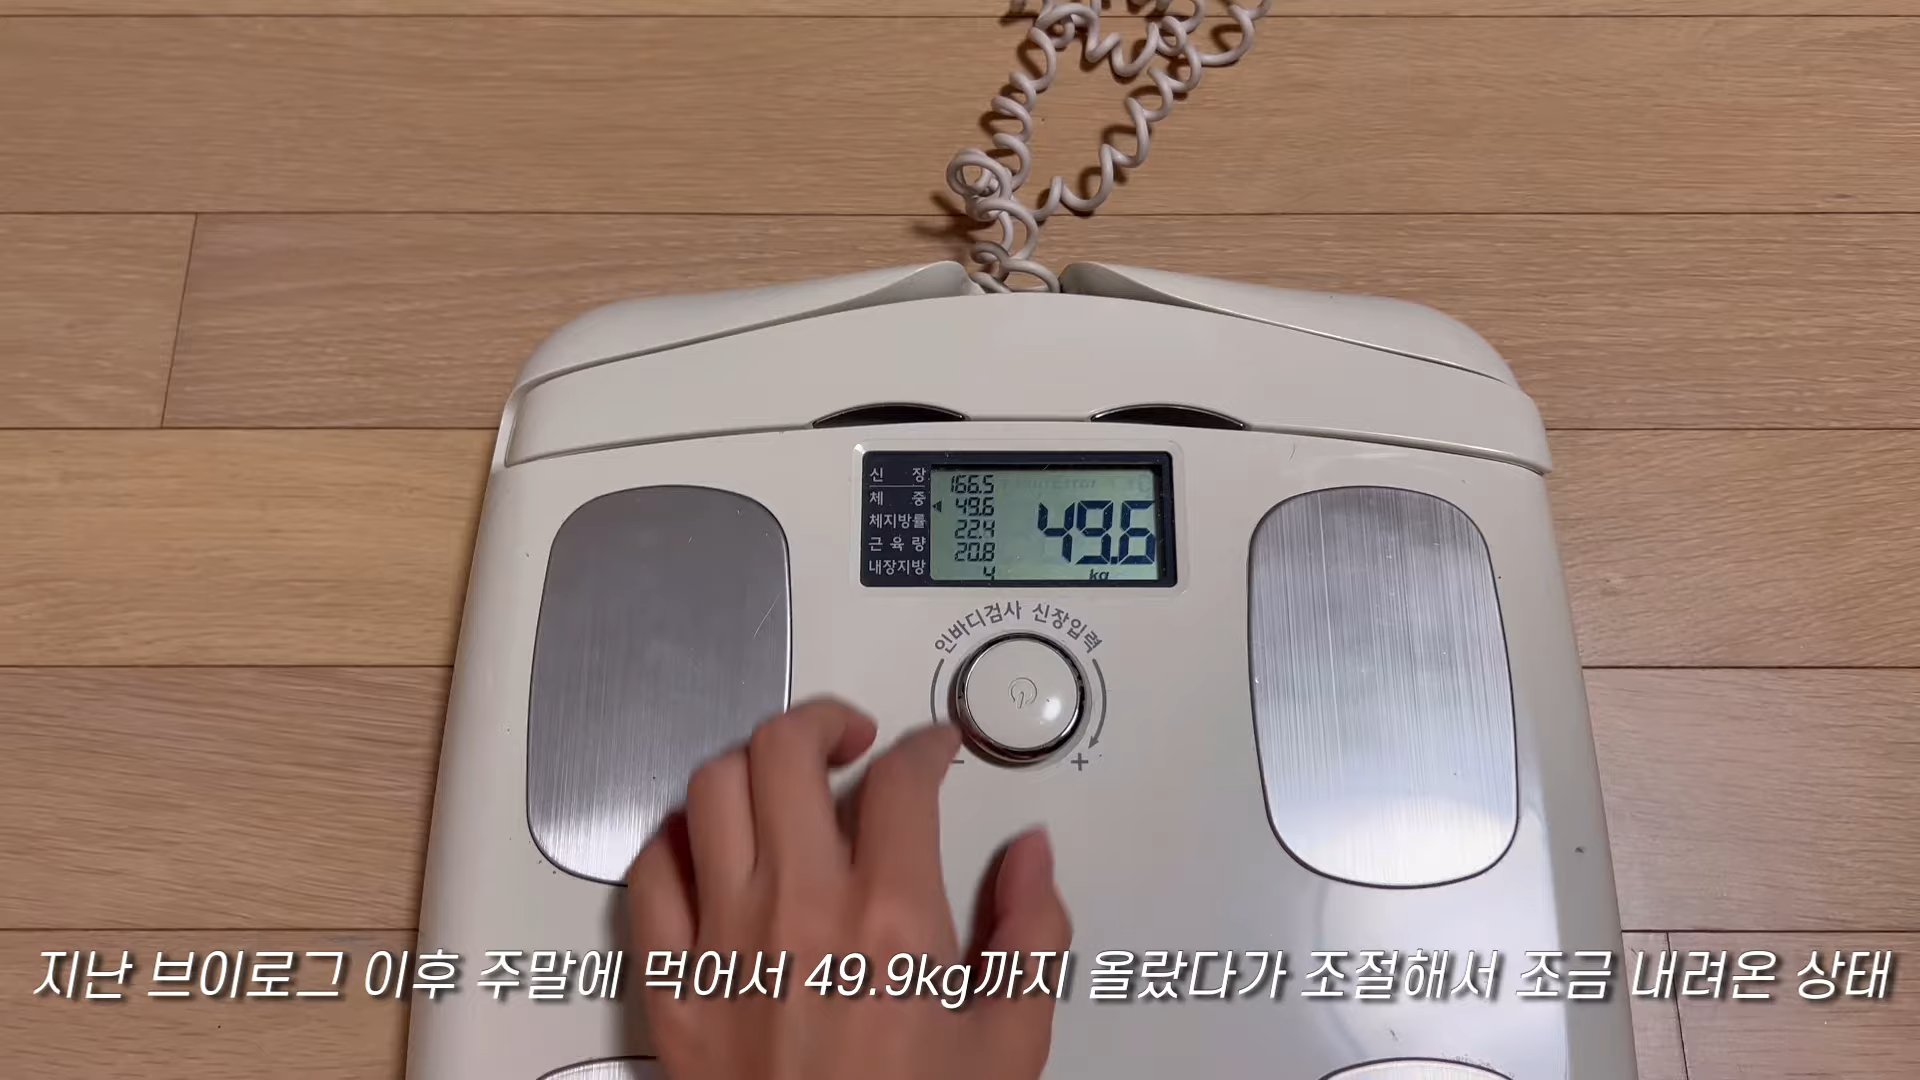 신장 166.5
체중 49.6
체지방률 22.4
근육량 20.8
내장지방 4
49.6
kg
인바디검사 신장입력
- +
지난 브이로그 이후 주말에 먹어서 49.9kg까지 올랐다가 조절해서 조금 내려온 상태